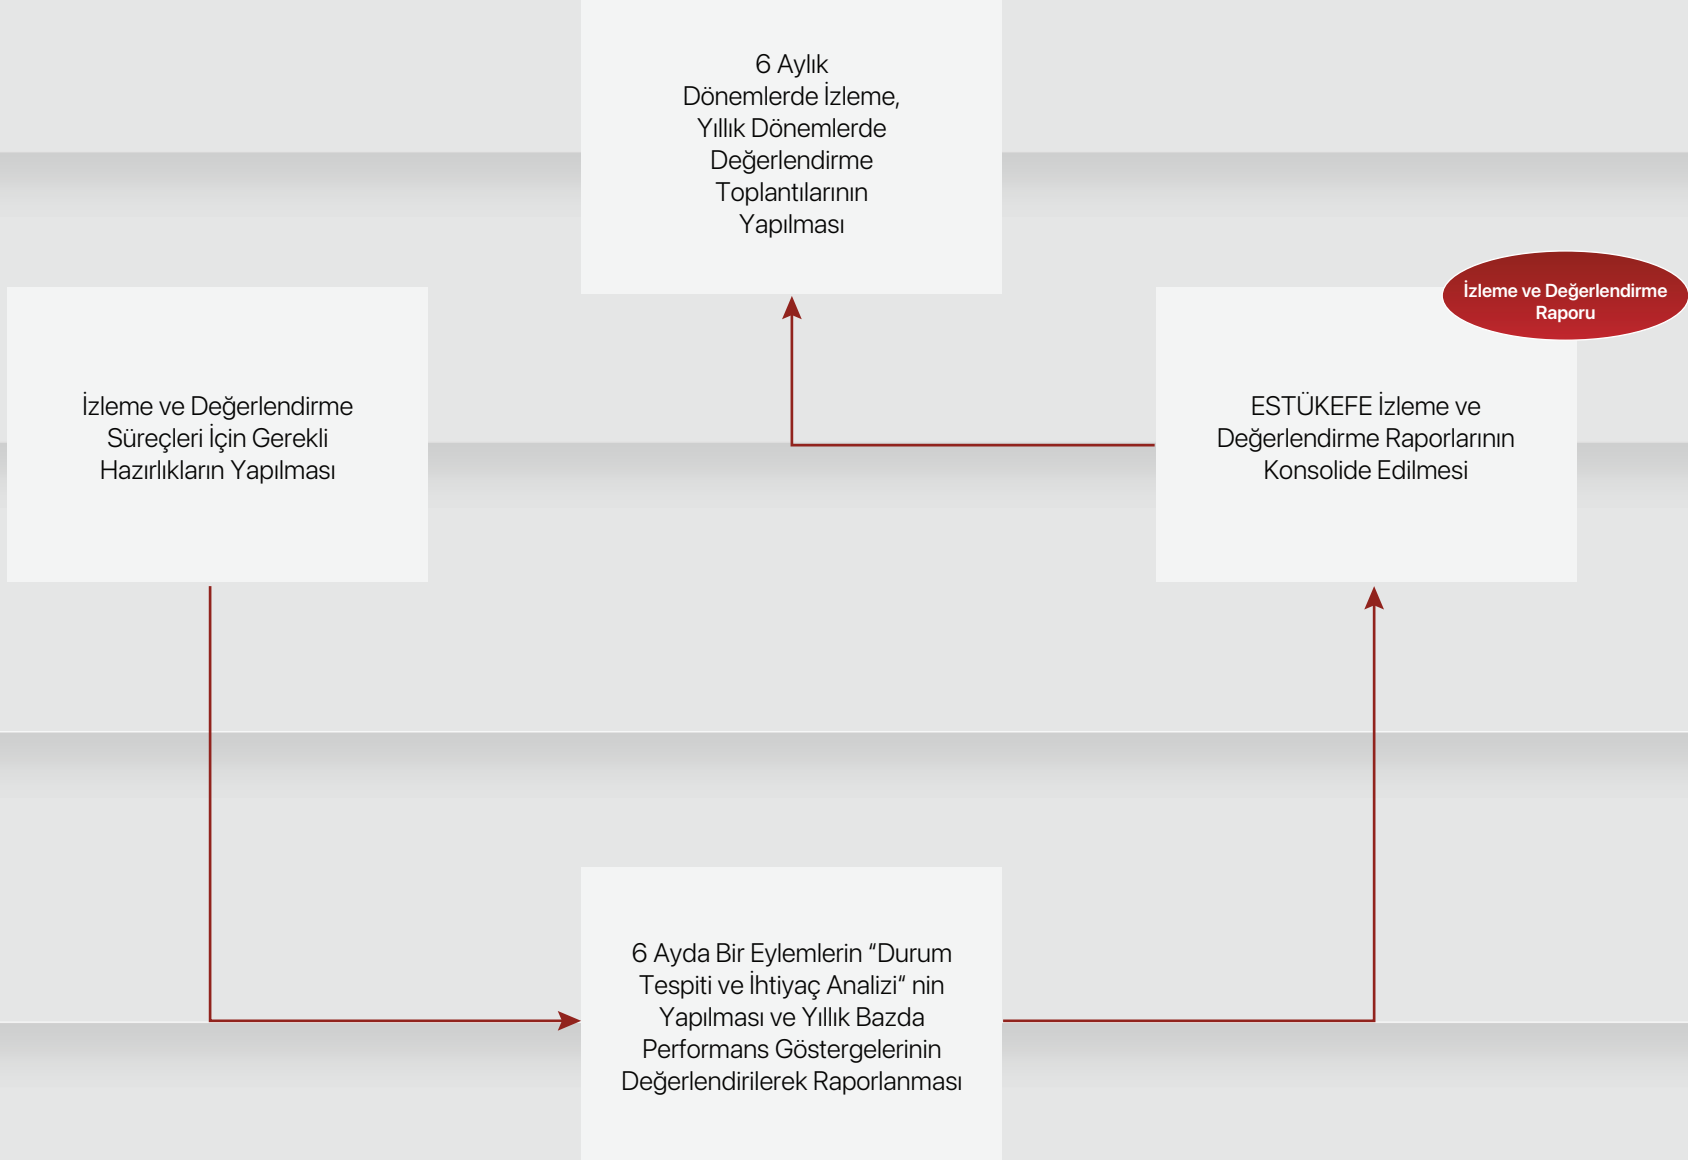 6 Aylık
Dönemlerde İzleme,
Yıllık Dönemlerde
Değerlendirme
Toplantılarının
Yapılması
İzleme ve Değerlendirme
Raporu
İzleme ve Değerlendirme
Süreçleri İçin Gerekli
Hazırlıkların Yapılması
ESTÜKEFE İzleme ve
Değerlendirme Raporlarının
Konsolide Edilmesi
6 Ayda Bir Eylemlerin “Durum
Tespiti ve İhtiyaç Analizi“ nin
Yapılması ve Yıllık Bazda
Performans Göstergelerinin
Değerlendirilerek Raporlanması